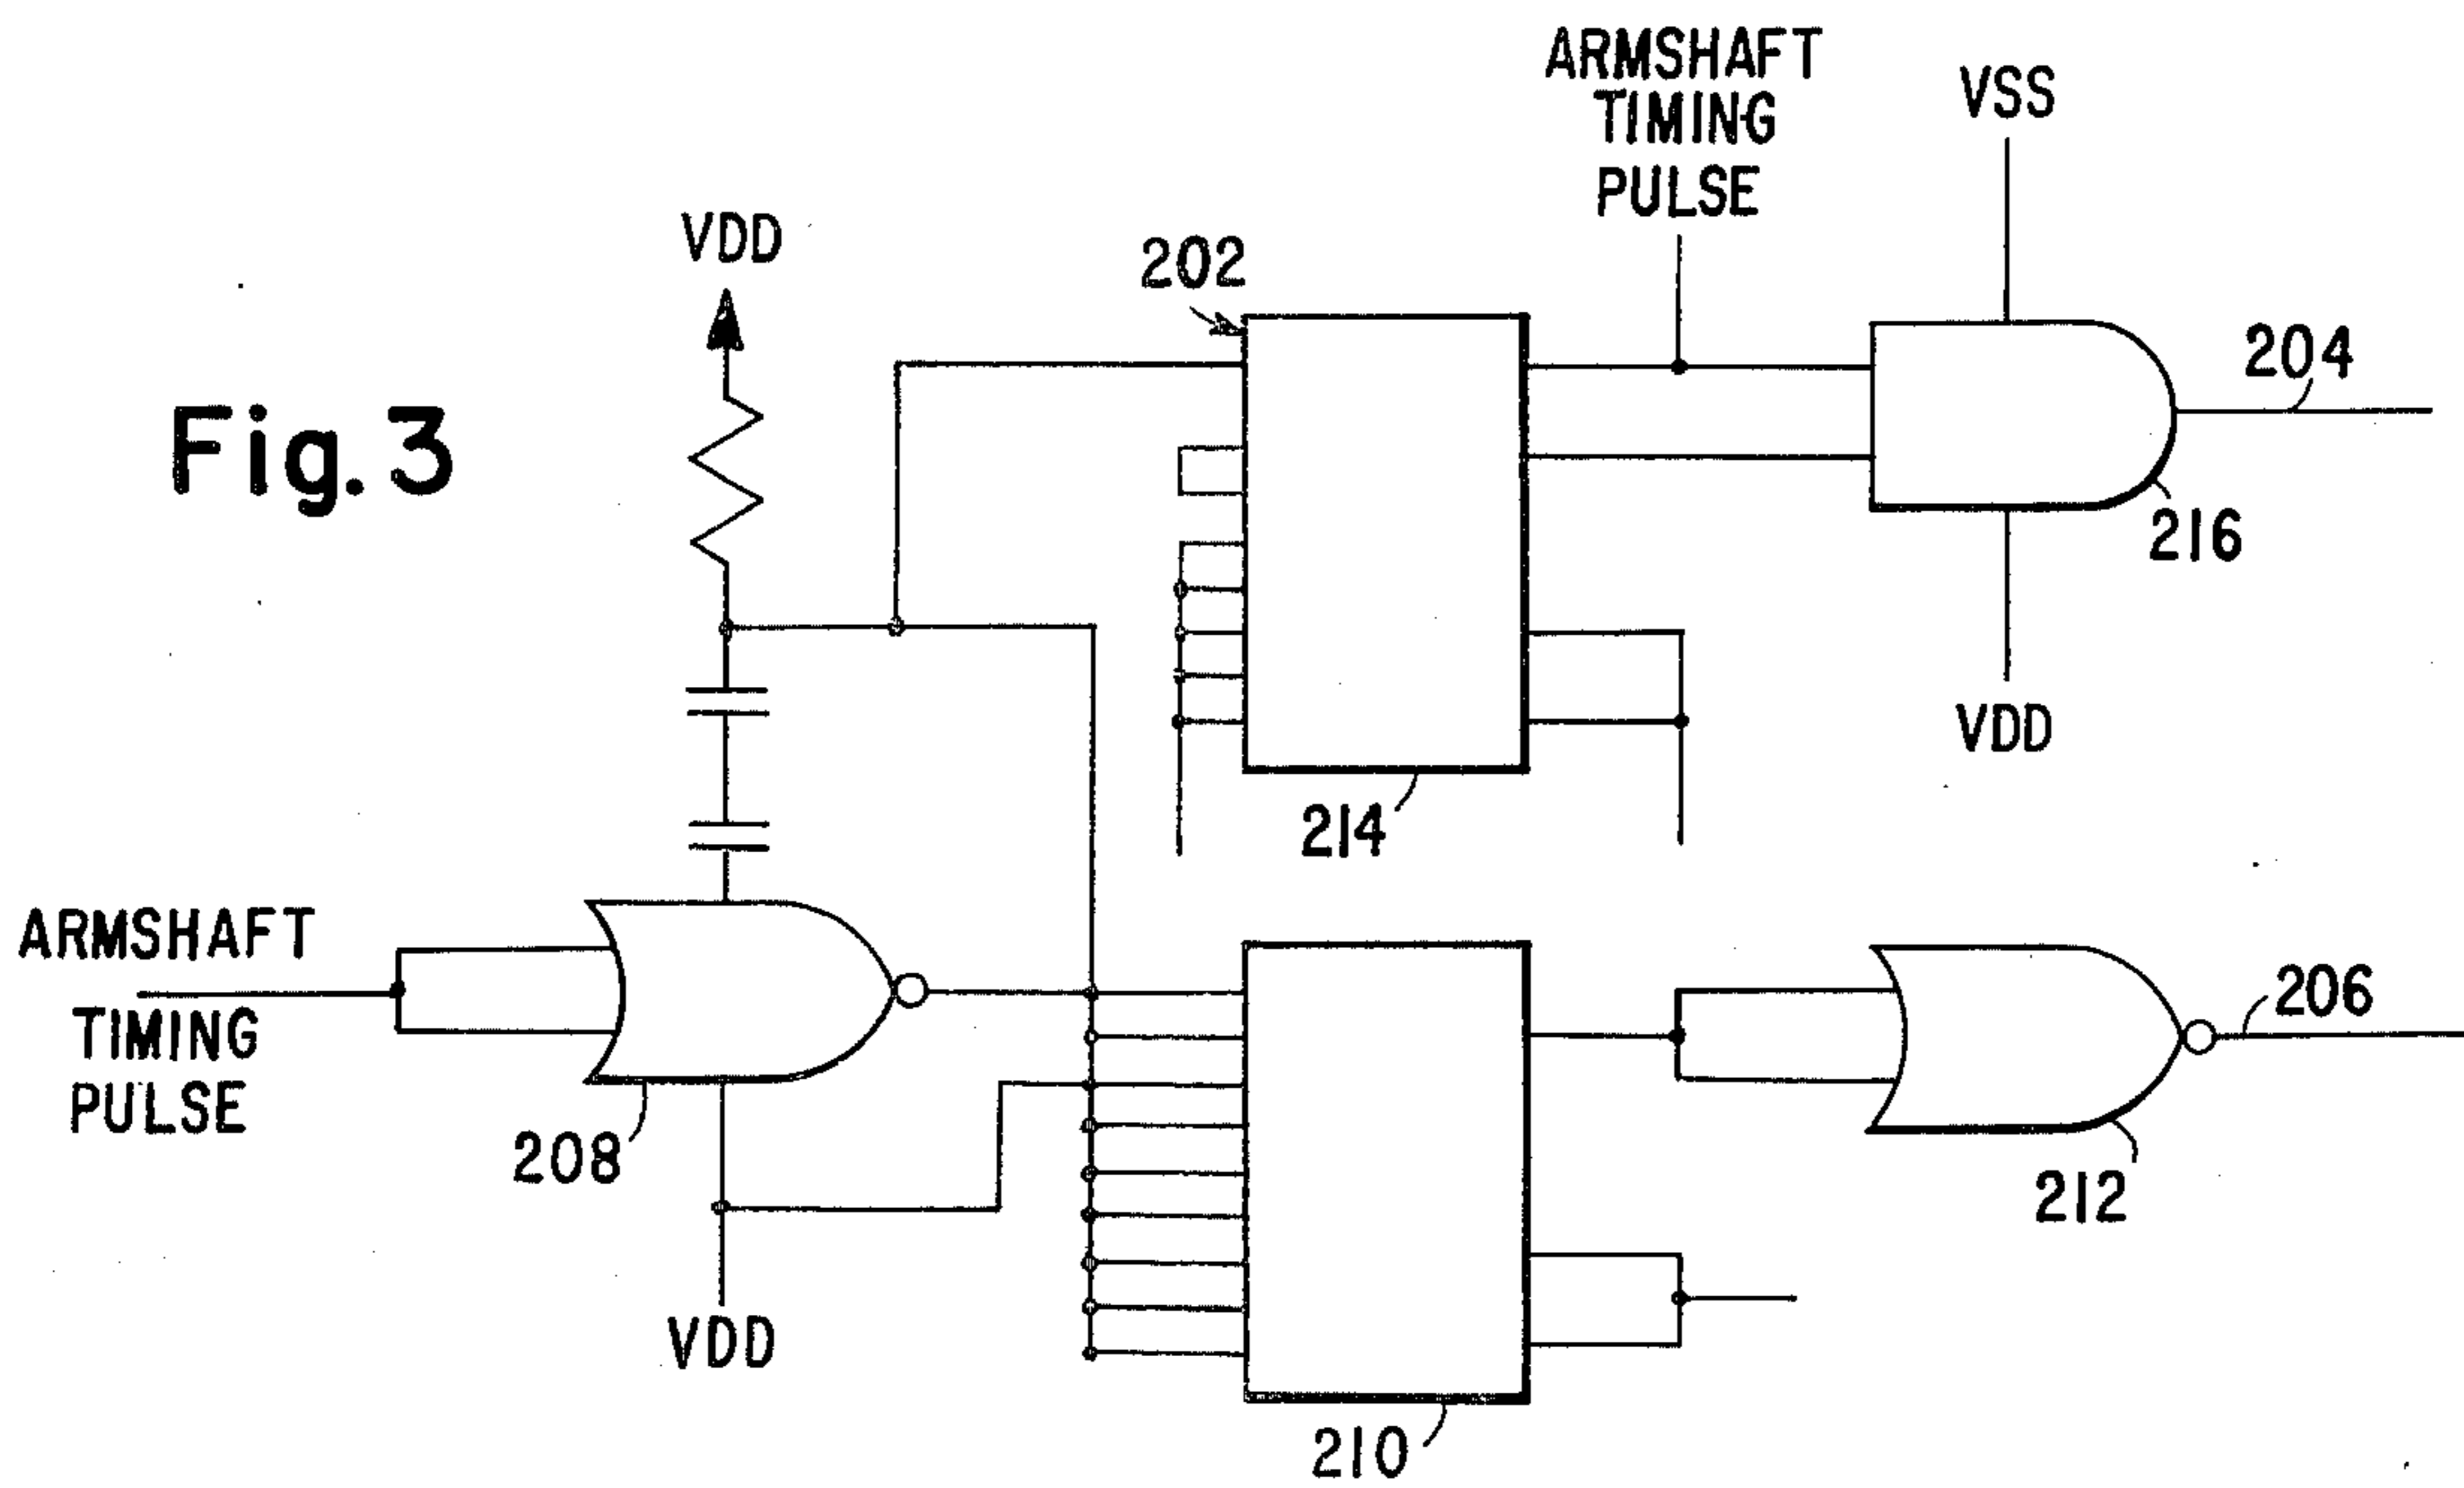 ARMSHAFT
TIMING
PULSE
VSS
VDD
202
204
Fig. 3
216
VDD
214
ARMSHAFT
TIMING
PULSE
206
208
212
VDD
210